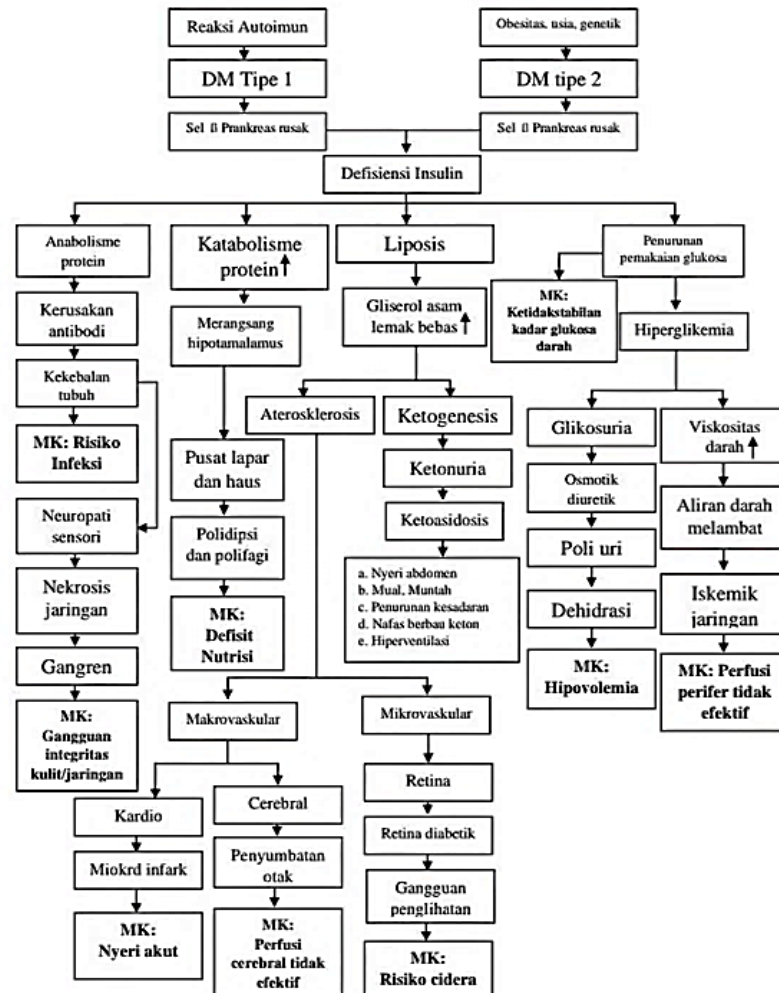 Reaksi Autoimun
Obesitas, usia, genetik
DM Tipe 1
DM tipe 2
Sel β Prankreas rusak
Sel β Prankreas rusak
Defisiensi Insulin
Anabolisme
protein
Katabolisme
protein↑
Liposis
Penurunan
pemakaian glukosa
Kerusakan
antibodi
Merangsang
hipotamalamus
Gliserol asam
lemak bebas↑
MK:
Ketidakstabilan
kadar glukosa
darah
Hiperglikemia
Kekebalan
tubuh
Aterosklerosis
Ketogenesis
Glikosuria
Viskositas
darah↑
MK: Risiko
Infeksi
Pusat lapar
dan haus
Ketonuria
Osmotik
diuretik
Aliran darah
melambat
Neuropati
sensori
Polidipsi
dan polifagi
Ketoasidosis
Poli uri
Nekrosis
jaringan
MK:
Defisit
Nutrisi
a. Nyeri abdomen
b. Mual, Muntah
c. Penurunan kesadaran
d. Nafas berbau keton
e. Hiperventilasi
Dehidrasi
Iskemik
jaringan
Gangren
MK:
Hipovolemia
MK: Perfusi
perifer tidak
efektif
MK:
Gangguan
integritas
kulit/jaringan
Makrovaskular
Mikrovaskular
Kardio
Cerebral
Retina
Miokrd infark
Penyumbatan
otak
Retina diabetik
MK:
Nyeri akut
MK:
Perfusi
cerebral tidak
efektif
Gangguan
penglihatan
MK:
Risiko cidera